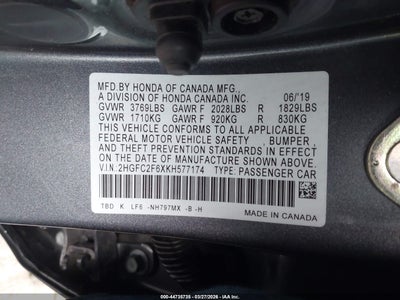 MFD.BY HONDA OF CANADA MFG.,
A DIVISION OF HONDA CANADA INC. 06/'19
GVWR 3769LBS GAWR F 2028LBS R 1829LBS
GVWR 1710KG GAWR F 920KG R 830KG
THIS VEHICLE CONFORMS TO ALL APPLICABLE
FEDERAL MOTOR VEHICLE SAFETY, BUMPER
AND THEFT PREVENTION STANDARDS IN EFFECT
ON THE DATE OF MANUFACTURE SHOWN ABOVE.
V.I.N: 2HGFC2F6XKH577174 TYPE: PASSENGER CAR
TBD K LF6 -NH797MX -B -H
MADE IN CANADA
© 44735735 - 03/27/2026 - IAA Inc.